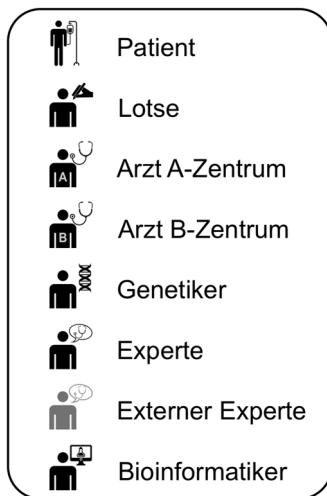 Patient
Lotse
A
Arzt A-Zentrum
B
Arzt B-Zentrum
Genetiker
Experte
Externer Experte
Bioinformatiker